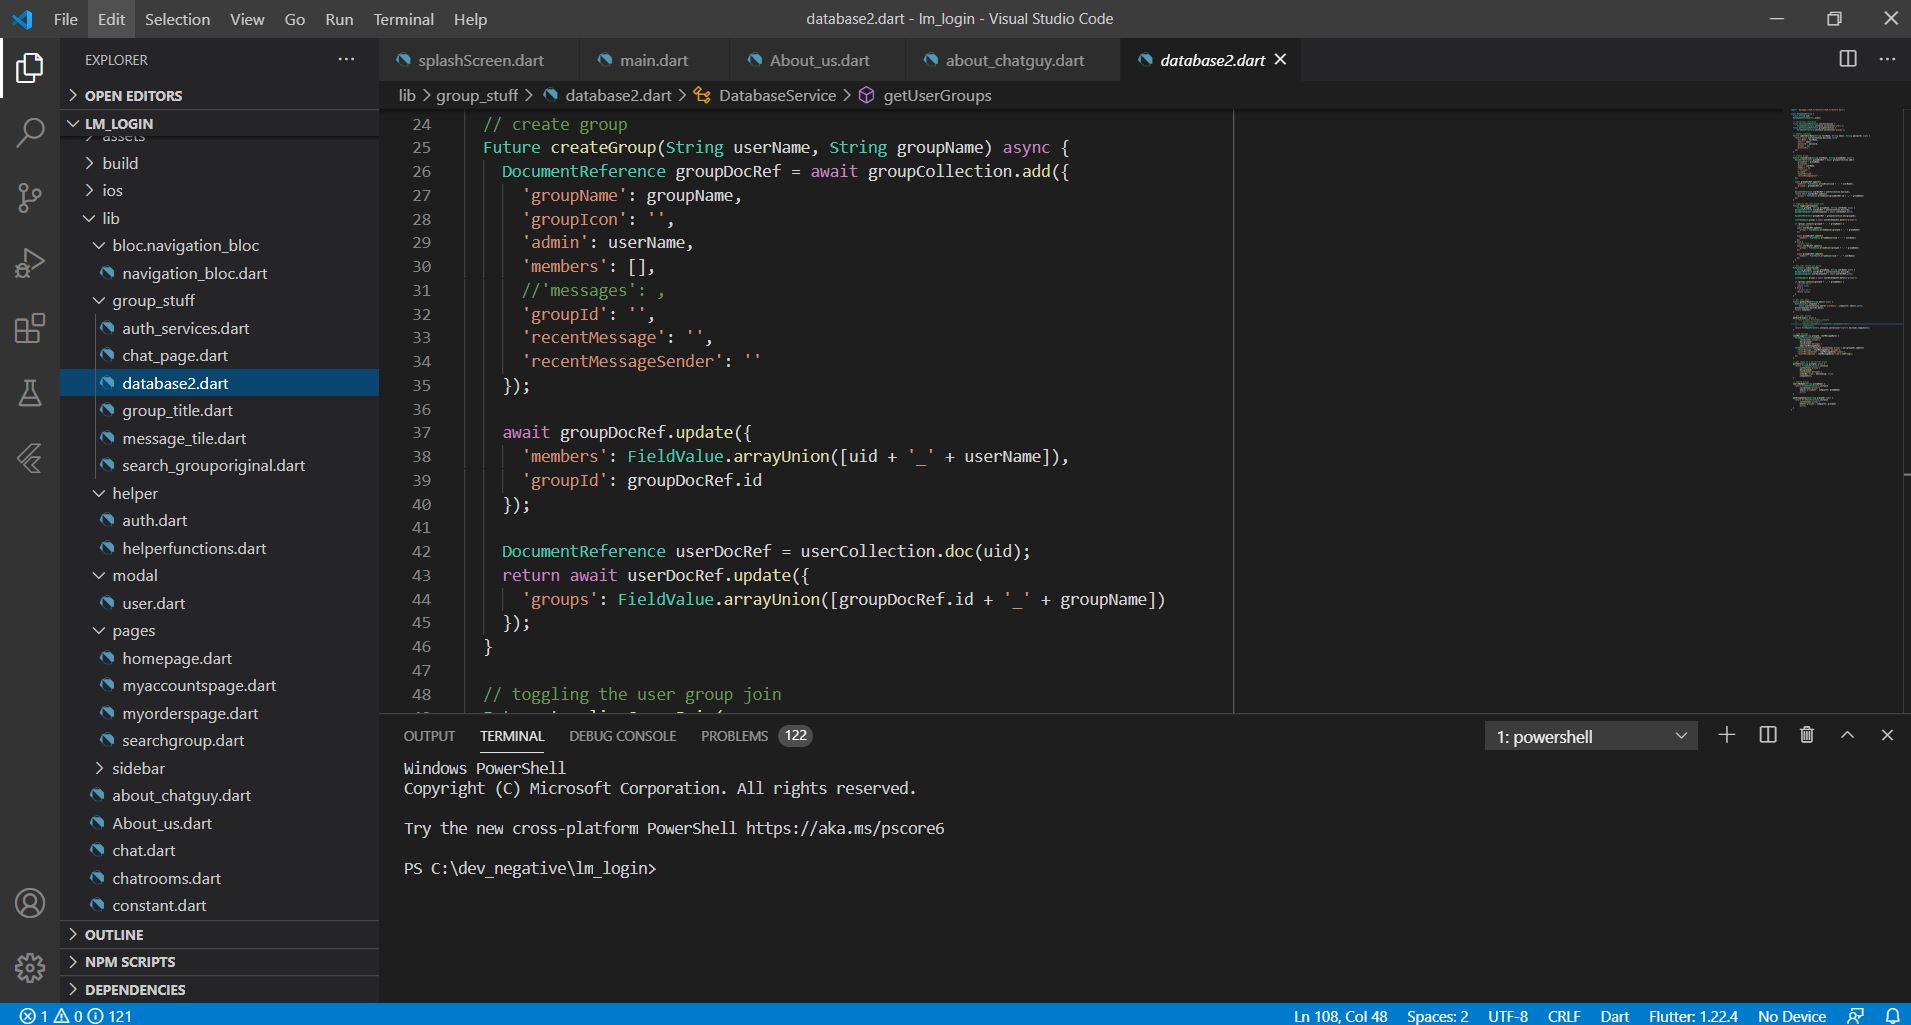 File Edit Selection View Go Run Terminal Help
database2.dart - lm_login - Visual Studio Code
EXPLORER
OPEN EDITORS
LM_LOGIN
assets
build
ios
lib
bloc.navigation_bloc
navigation_bloc.dart
group_stuff
auth_services.dart
chat_page.dart
database2.dart
group_title.dart
message_tile.dart
search_grouporiginal.dart
helper
auth.dart
helperfunctions.dart
modal
user.dart
pages
homepage.dart
myaccountspage.dart
myorderspage.dart
searchgroup.dart
sidebar
about_chatguy.dart
About_us.dart
chat.dart
chatrooms.dart
constant.dart
OUTLINE
NPM SCRIPTS
DEPENDENCIES
splashScreen.dart main.dart About_us.dart about_chatguy.dart database2.dart
lib > group_stuff > database2.dart > DatabaseService > getUserGroups
24 // create group
25 Future createGroup(String userName, String groupName) async {
26 DocumentReference groupDocRef = await groupCollection.add({
27 'groupName': groupName,
28 'groupIcon': '',
29 'admin': userName,
30 'members': [],
31 //'messages': ,
32 'groupId': '',
33 'recentMessage': '',
34 'recentMessageSender': ''
35 });
36
37 await groupDocRef.update({
38 'members': FieldValue.arrayUnion([uid + '_' + userName]),
39 'groupId': groupDocRef.id
40 });
41
42 DocumentReference userDocRef = userCollection.doc(uid);
43 return await userDocRef.update({
44 'groups': FieldValue.arrayUnion([groupDocRef.id + '_' + groupName])
45 });
46 }
47
48 // toggling the user group join
OUTPUT TERMINAL DEBUG CONSOLE PROBLEMS 122
1: powershell
Windows PowerShell
Copyright (C) Microsoft Corporation. All rights reserved.
Try the new cross-platform PowerShell https://aka.ms/pscore6
PS C:\dev_negative\lm_login>
1 0 121
Ln 108, Col 48 Spaces: 2 UTF-8 CRLF Dart Flutter: 1.22.4 No Device